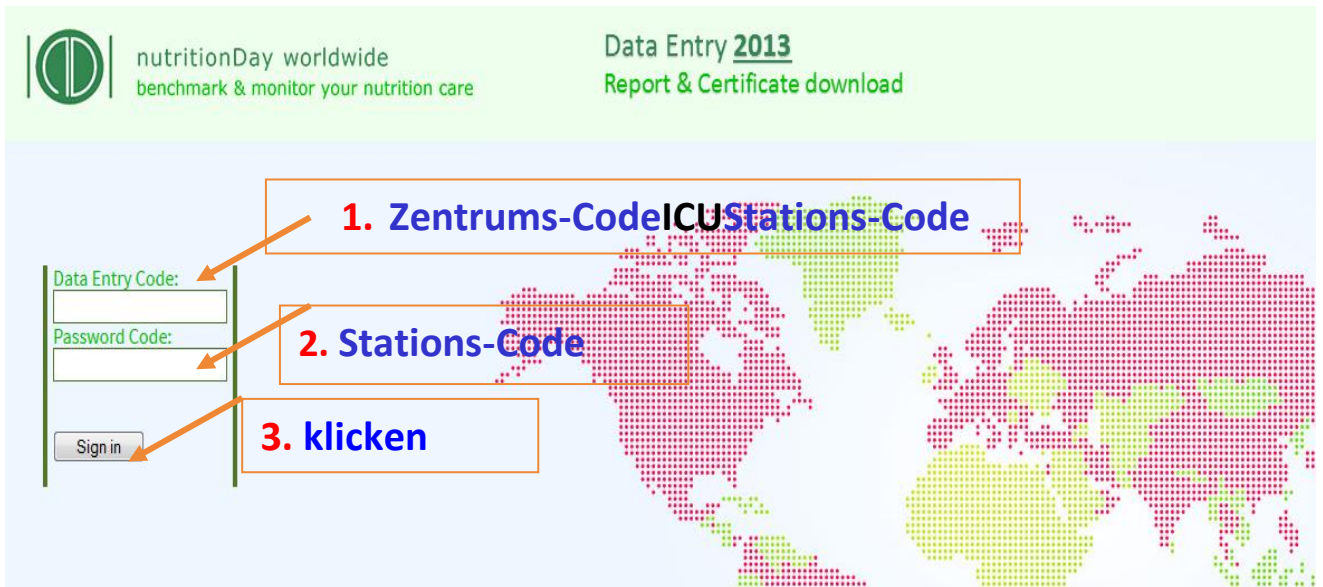 nutritionDay worldwide
benchmark & monitor your nutrition care
Data Entry 2013
Report & Certificate download
1. Zentrums-CodeICUStations-Code
Data Entry Code:
Password Code:
2. Stations-Code
Sign in
3. klicken